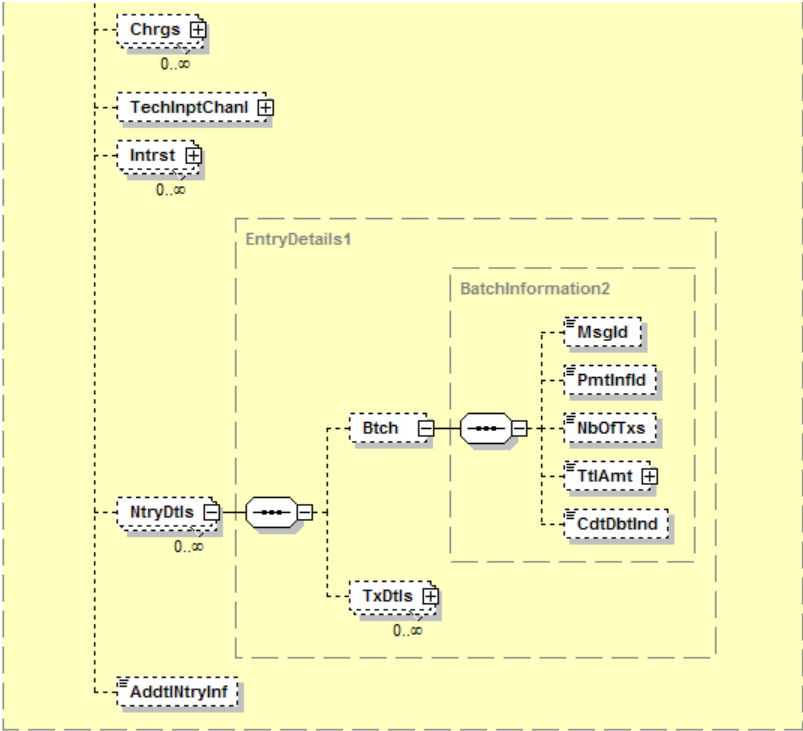 Chrgs
0..∞
TechInptChanl
Intrst
0..∞
EntryDetails1
BatchInformation2
MsgId
PmtInfId
Btch
NbOfTxs
TtlAmt
NtryDtls
CdtDbtInd
0..∞
TxDtls
0..∞
AddtlNtryInf